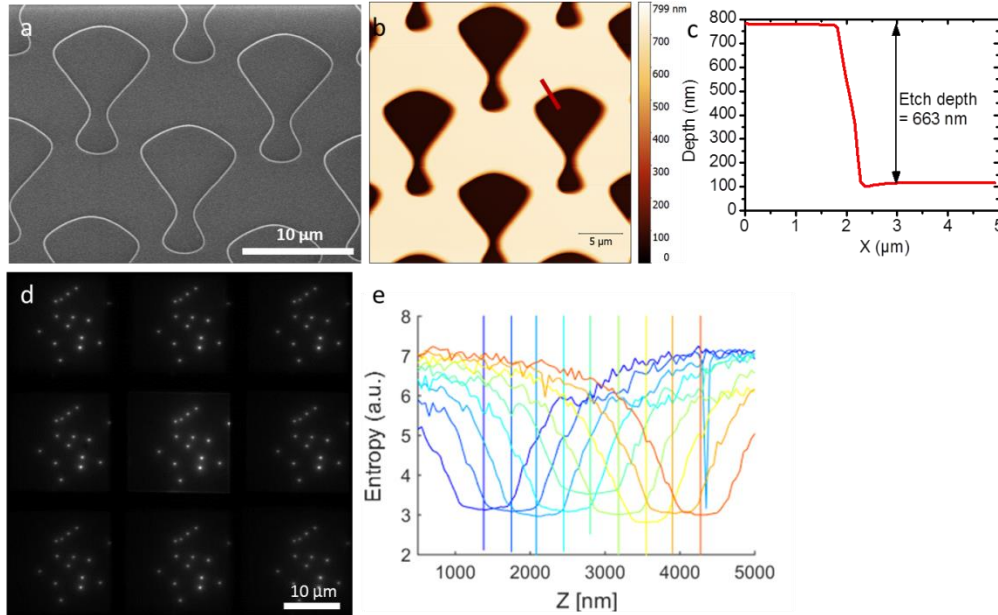 a
10 µm
b
5 µm
799 nm
700
600
500
400
300
200
100
0
c
Depth (nm)
800
700
600
500
400
300
200
100
0
Etch depth
= 663 nm
0
1
2
3
4
5
X (µm)
d
10 µm
e
Entropy (a.u.)
8
7
6
5
4
3
2
1000
2000
3000
4000
5000
Z [nm]